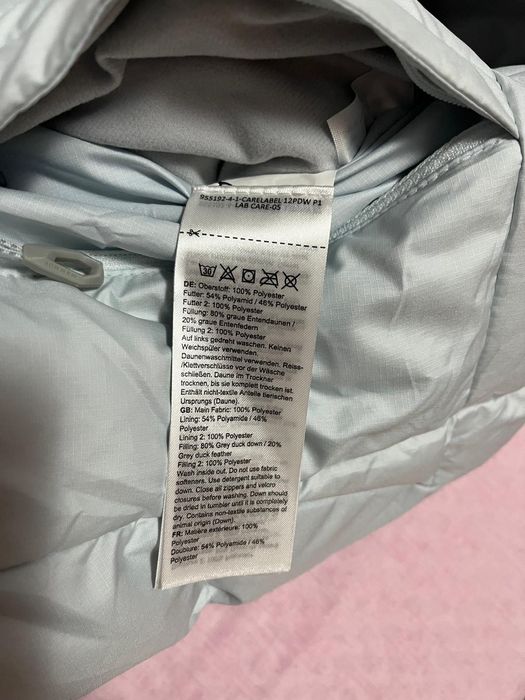 955192-4-1-CARELABEL 12PDW P1
LAB CARE-05
30
DE: Oberstoff: 100% Polyester
Futter: 54% Polyamid / 46% Polyester
Futter 2: 100% Polyester
Füllung: 80% graue Entendaunen /
20% graue Entenfedern
Füllung 2: 100% Polyester
Auf links gedreht waschen. Keinen
Weichspüler verwenden.
Daunenwaschmittel verwenden. Reiss-
/Klettverschlüsse vor der Wäsche
schließen. Daune im Trockner
trocknen, bis sie komplett trocken ist.
Enthält nicht-textile Anteile tierischen
Ursprungs (Daune).
GB: Main Fabric: 100% Polyester
Lining: 54% Polyamide / 46%
Polyester
Lining 2: 100% Polyester
Filling: 80% Grey duck down / 20%
Grey duck feather
Filling 2: 100% Polyester
Wash inside out. Do not use fabric
softeners. Use detergent suitable to
down. Close all zippers and velcro
closures before washing. Down should
be dried in tumbler until it is completely
dry. Contains non-textile substances of
animal origin (Down).
FR: Matière extérieure: 100%
Polyester
Doublure: 54% Polyamide / 46%
Polyester